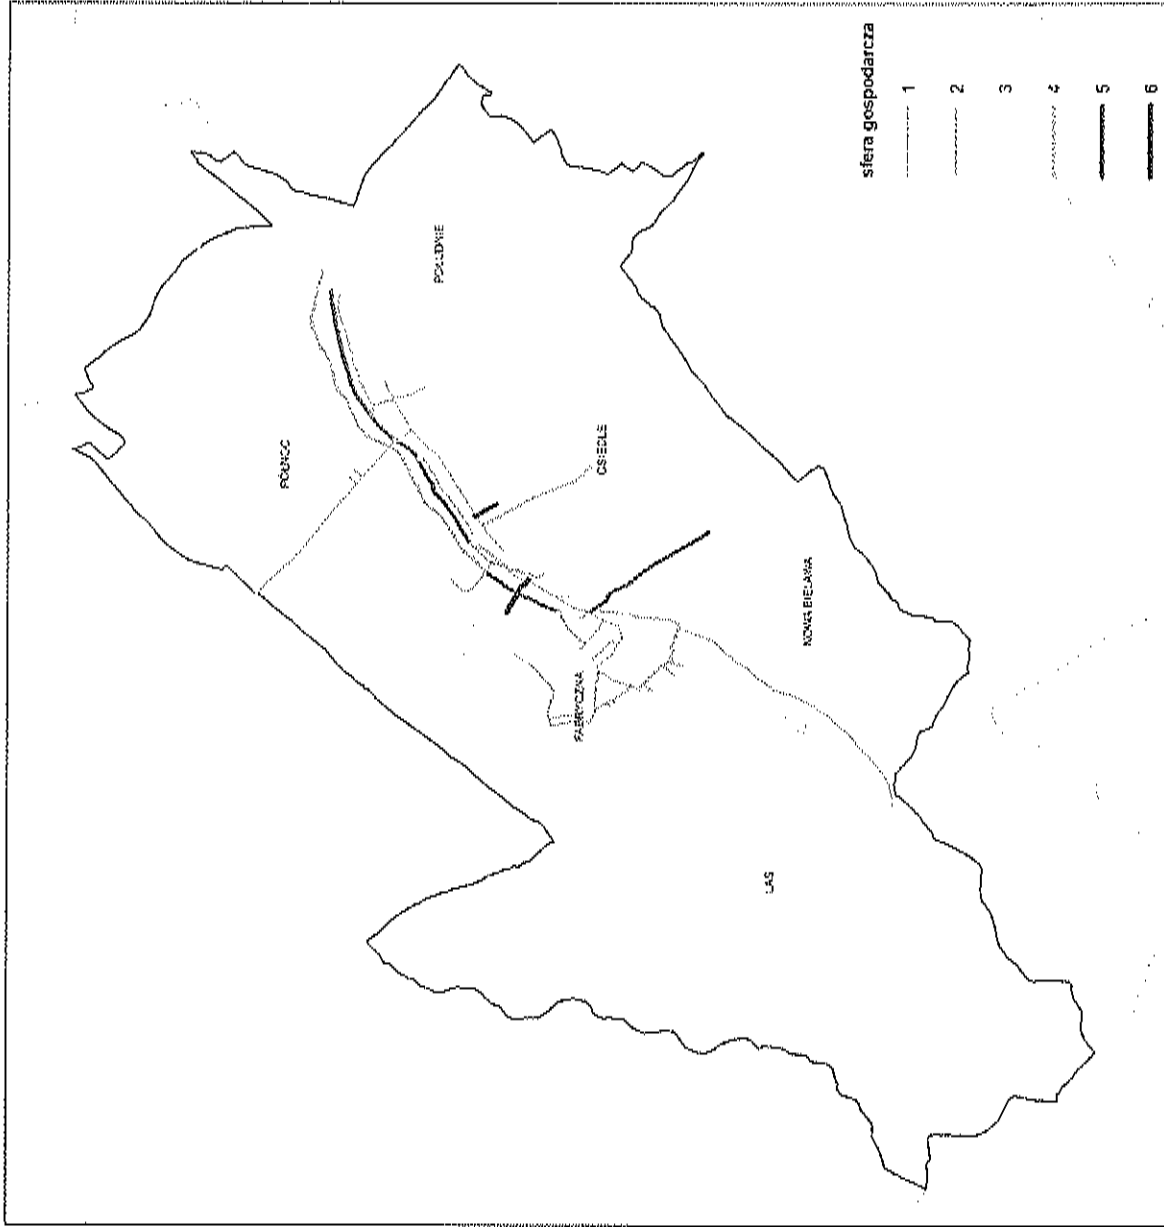 PÓŁNOC
POŁUDNIE
OSIEDLE
FABRYCZNA
NOWA BIELAWA
LAS
sfera gospodarcza
1
2
3
4
5
6